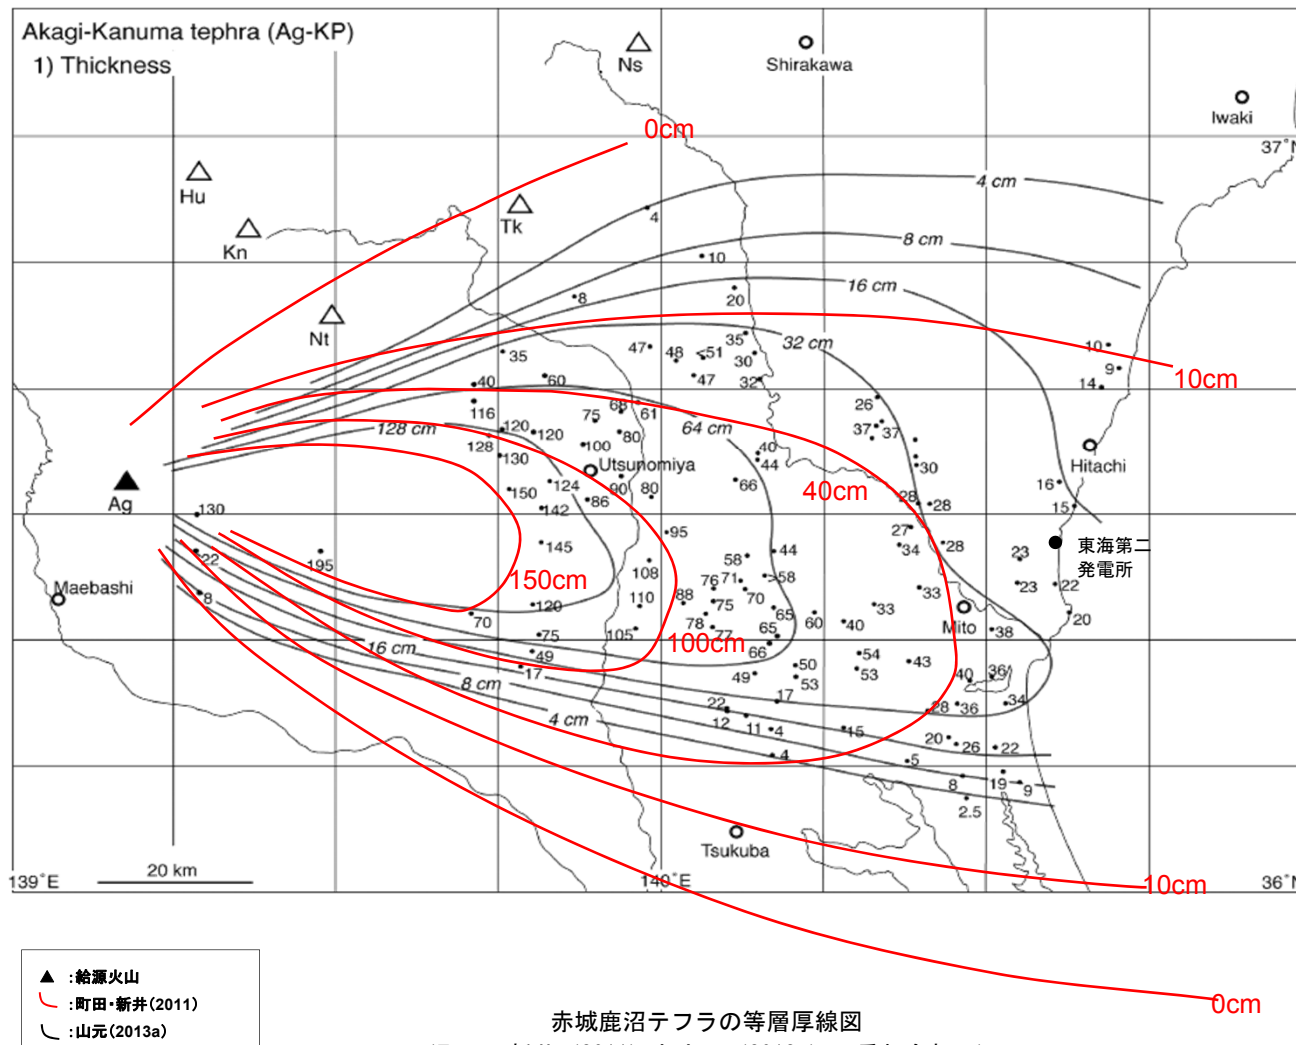 Akagi-Kanuma tephra (Ag-KP)
1) Thickness
Ns
Shirakawa
Iwaki
0cm
37°N
Hu
Kn
Tk
Nt
4 cm
8 cm
16 cm
32 cm
4
10
8
20
35
47
48
<51
35
30
47
32
10
9
14
10cm
40
60
116
68
61
75
64 cm
26
128 cm
120
120
80
37
37
128
100
130
40
44
30
Hitachi
Utsunomiya
124
90
80
66
40cm
16
150
86
28
28
15
Ag
130
142
95
27
34
28
東海第二
発電所
145
58
44
23
22
195
150cm
108
76
71
>58
23
22
Maebashi
8
110
88
75
70
33
33
20
120
78
65
60
40
Mito
70
75
105
77
65
38
100cm
66
16 cm
49
54
43
17
50
53
40
36
8 cm
49
53
17
28
36
34
4 cm
22
12
11
4
15
20
26
22
4
5
8
19
9
2.5
Tsukuba
20 km
139°E
140°E
10cm
36°N
0cm
▲ :給源火山
:町田・新井(2011)
:山元(2013a)
赤城鹿沼テフラの等層厚線図